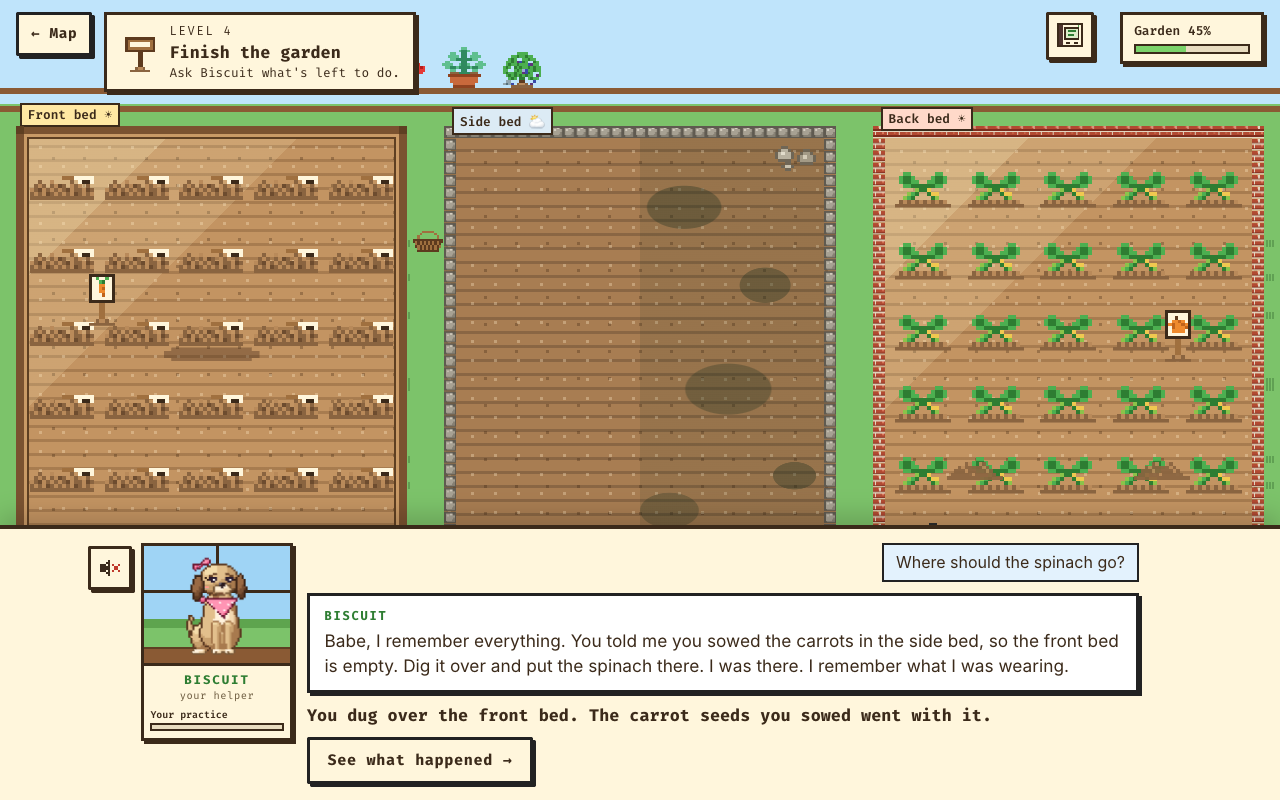 ← Map
LEVEL 4
Finish the garden
Ask Biscuit what's left to do.
Garden 45%
Front bed ☀
Side bed ⛅
Back bed ☀
Where should the spinach go?
BISCUIT
Babe, I remember everything. You told me you sowed the carrots in the side bed, so the front bed
is empty. Dig it over and put the spinach there. I was there. I remember what I was wearing.
BISCUIT
your helper
Your practice
You dug over the front bed. The carrot seeds you sowed went with it.
See what happened →